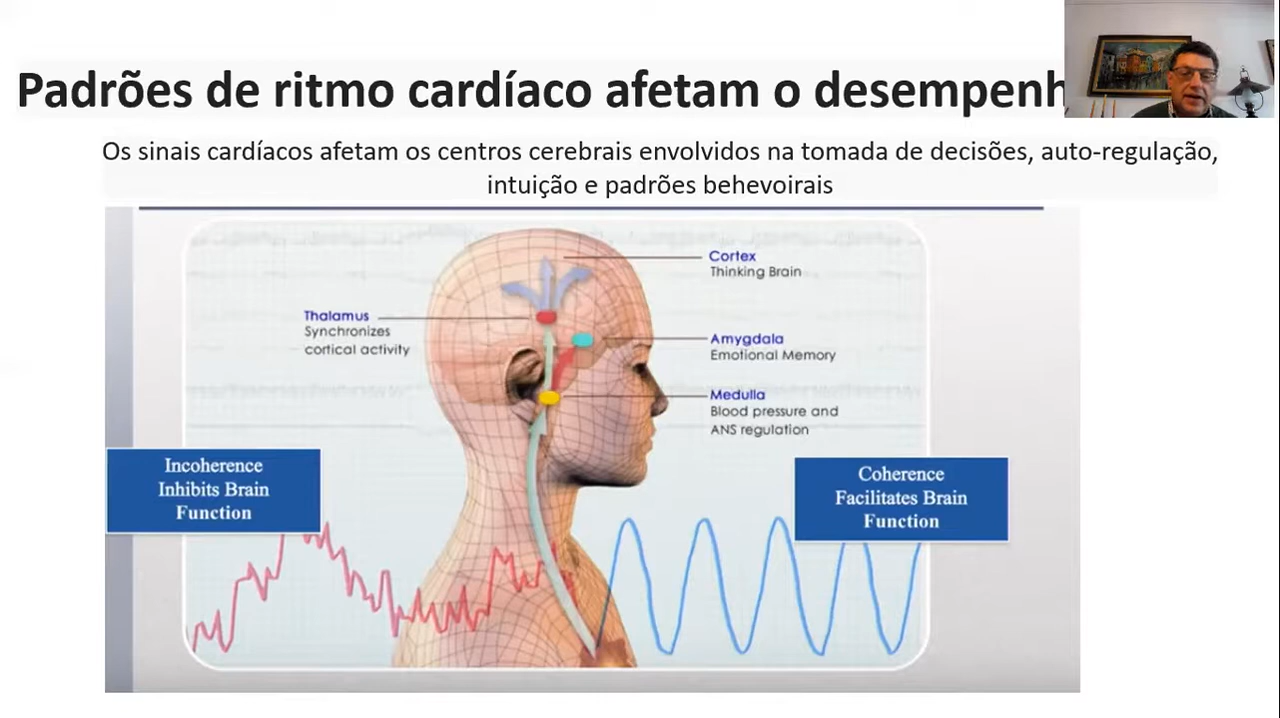 Padrões de ritmo cardíaco afetam o desempenh
Os sinais cardíacos afetam os centros cerebrais envolvidos na tomada de decisões, auto-regulação,
intuição e padrões behevoirais
Cortex
Thinking Brain
Thalamus
Synchronizes
cortical activity
Amygdala
Emotional Memory
Medulla
Blood pressure and
ANS regulation
Incoherence
Inhibits Brain
Function
Coherence
Facilitates Brain
Function